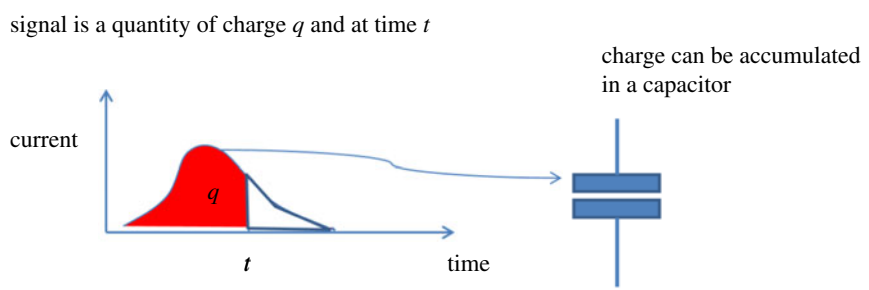 signal is a quantity of charge q and at time t
charge can be accumulated
in a capacitor
current
q
t
time